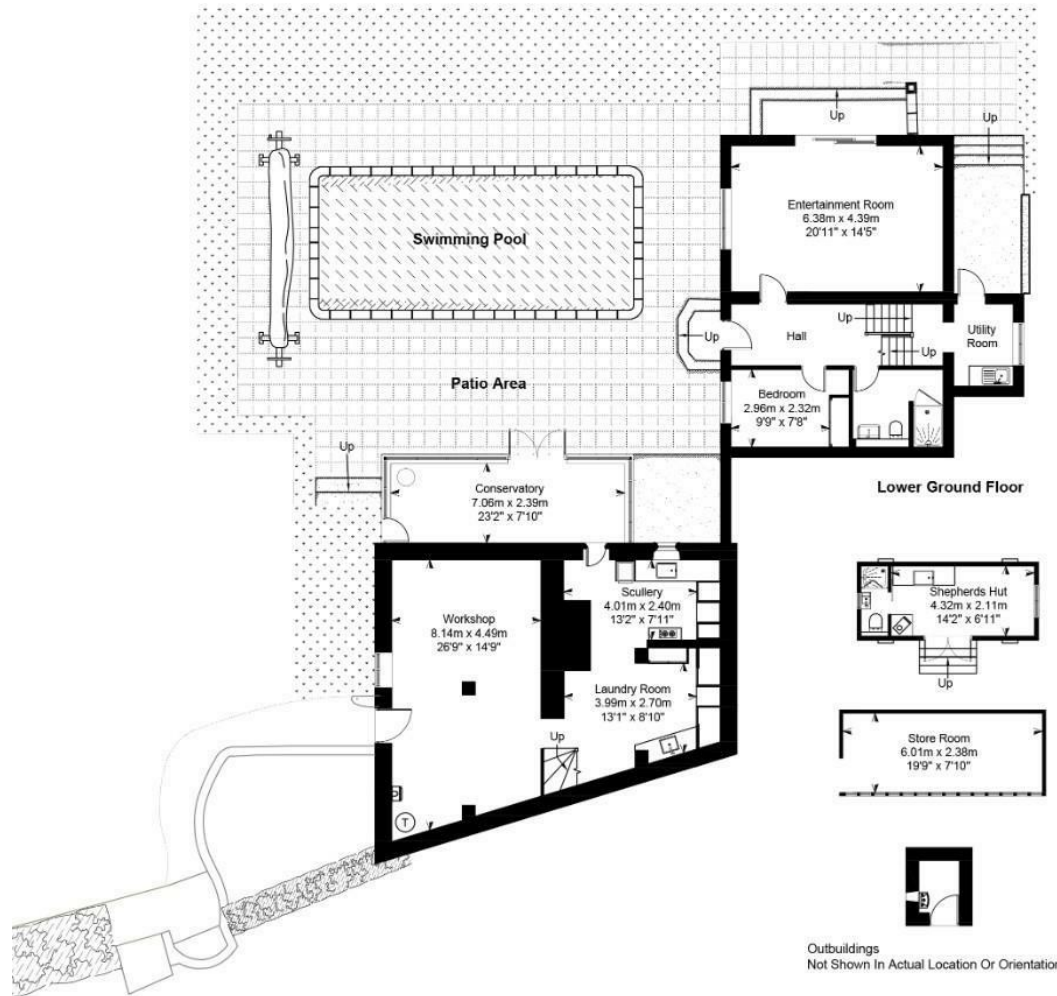 Up
Up
Entertainment Room
6.38m x 4.39m
20'11" x 14'5"
Swimming Pool
Up
Up
Hall
Up
Utility
Room
Patio Area
Bedroom
2.96m x 2.32m
9'9" x 7'8"
Up
Conservatory
7.06m x 2.39m
23'2" x 7'10"
Lower Ground Floor
Scullery
4.01m x 2.40m
13'2" x 7'11"
Shepherds Hut
4.32m x 2.11m
14'2" x 6'11"
Workshop
8.14m x 4.49m
26'9" x 14'9"
Up
Laundry Room
3.99m x 2.70m
13'1" x 8'10"
Up
Store Room
6.01m x 2.38m
19'9" x 7'10"
T
Outbuildings
Not Shown In Actual Location Or Orientation